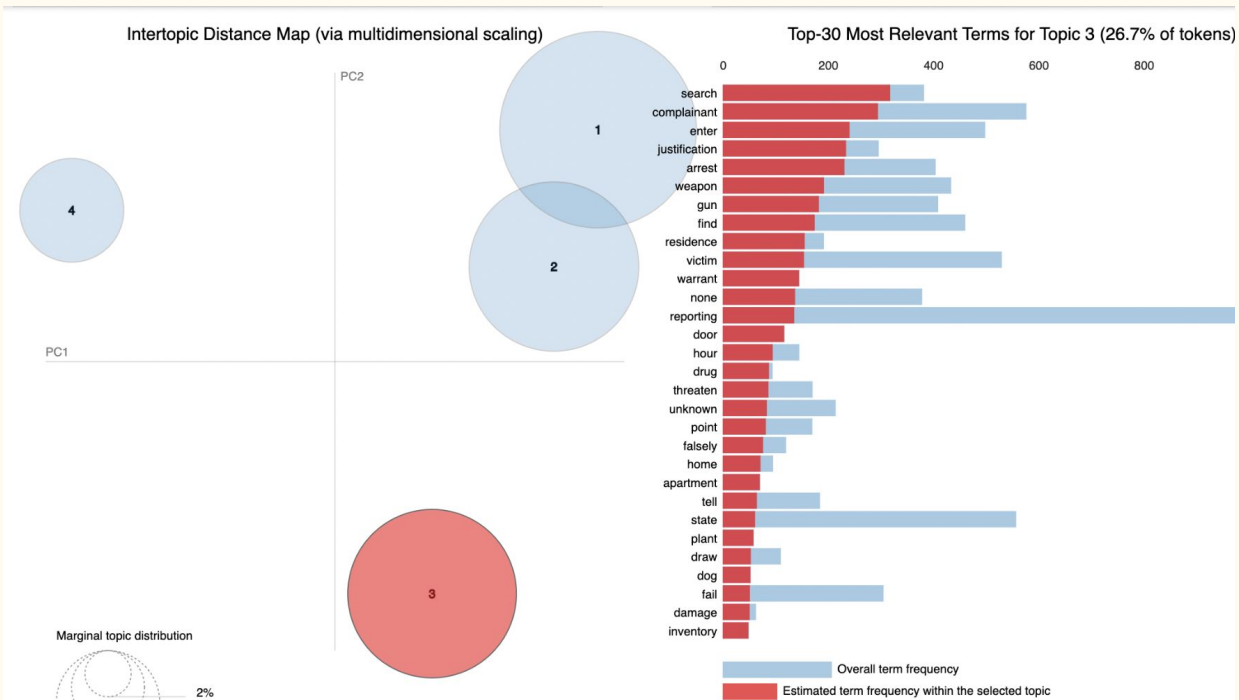 Intertopic Distance Map (via multidimensional scaling)
PC2
PC1
1
2
3
4
Marginal topic distribution
2%
Top-30 Most Relevant Terms for Topic 3 (26.7% of tokens)
0 200 400 600 800
search
complainant
enter
justification
arrest
weapon
gun
find
residence
victim
warrant
none
reporting
door
hour
drug
threaten
unknown
point
falsely
home
apartment
tell
state
plant
draw
dog
fail
damage
inventory
Overall term frequency
Estimated term frequency within the selected topic